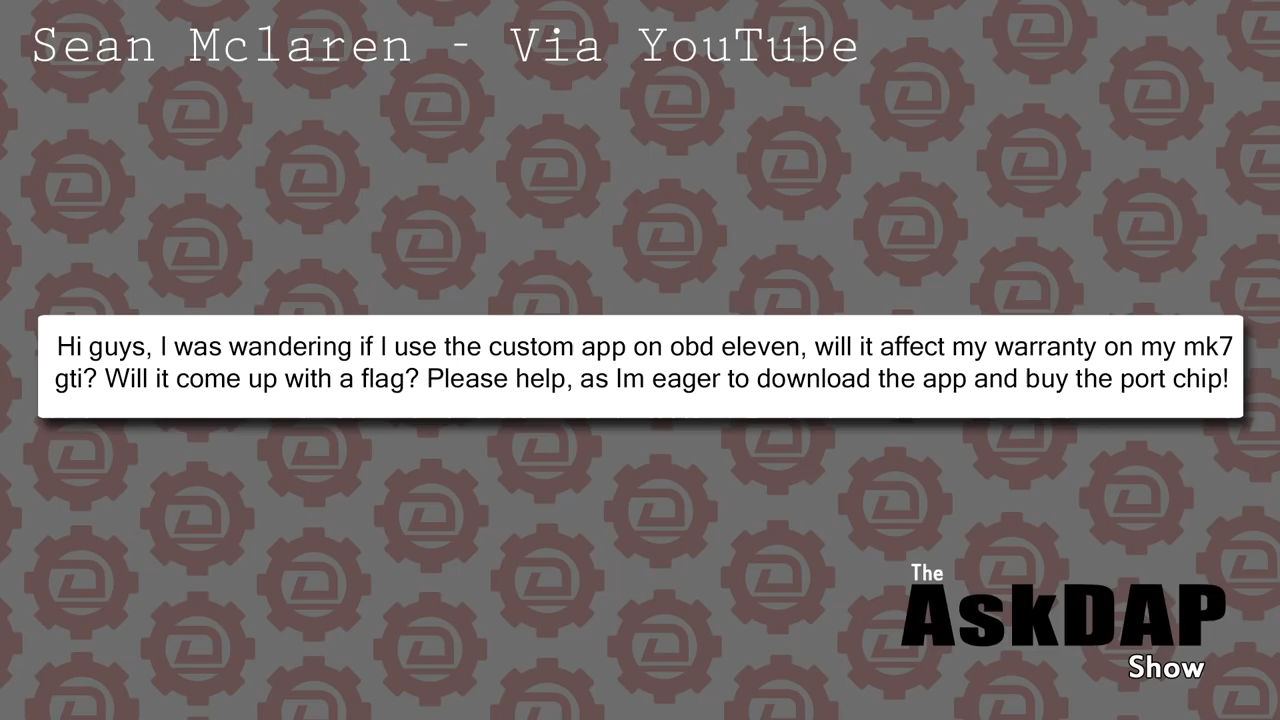 Sean Mclaren - Via YouTube
Hi guys, I was wandering if I use the custom app on obd eleven, will it affect my warranty on my mk7
gti? Will it come up with a flag? Please help, as Im eager to download the app and buy the port chip!
The
AskDAP
Show